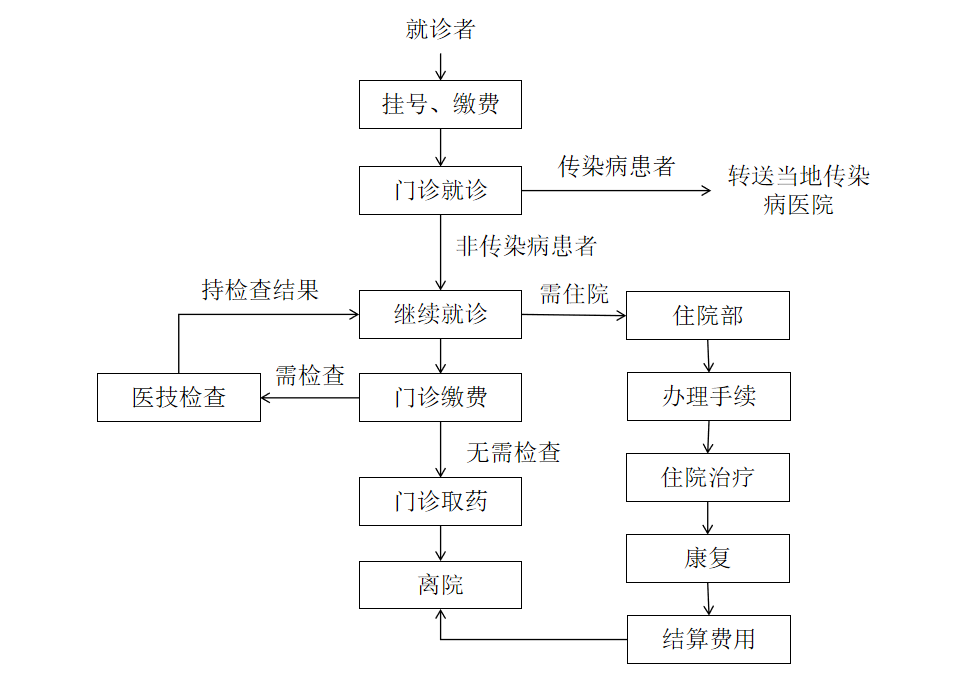 就诊者
挂号、缴费
门诊就诊
传染病患者
转送当地传染
病医院
非传染病患者
持检查结果
继续就诊
需住院
住院部
医技检查
需检查
门诊缴费
办理手续
无需检查
住院治疗
门诊取药
康复
离院
结算费用